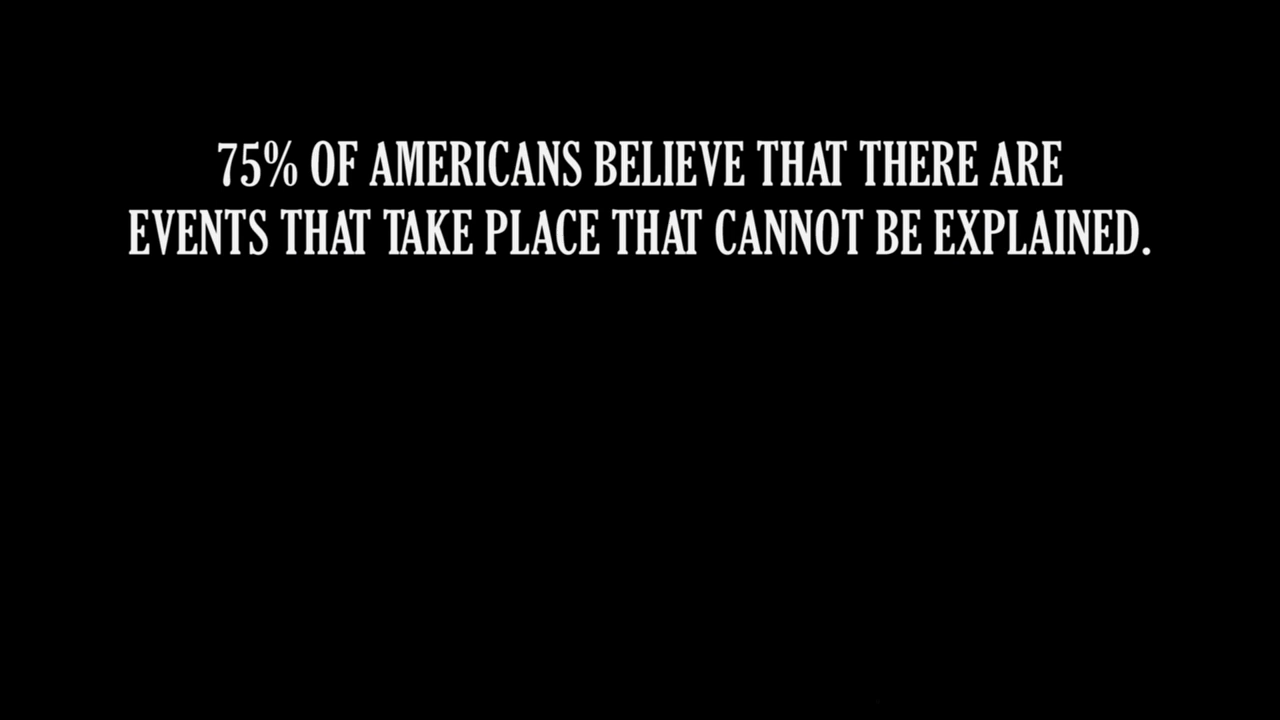 75% OF AMERICANS BELIEVE THAT THERE ARE
EVENTS THAT TAKE PLACE THAT CANNOT BE EXPLAINED.